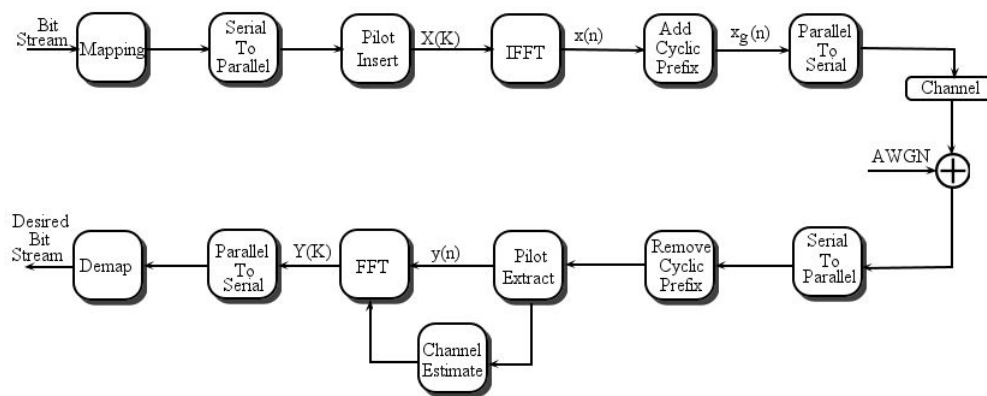 Bit
Stream
Mapping
Serial
To
Parallel
Pilot
Insert
X(K)
IFFT
x(n)
Add
Cyclic
Prefix
xg(n)
Parallel
To
Serial
Channel
AWGN
Desired
Bit
Stream
Demap
Parallel
To
Serial
Y(K)
FFT
y(n)
Pilot
Extract
Remove
Cyclic
Prefix
Serial
To
Parallel
Channel
Estimate